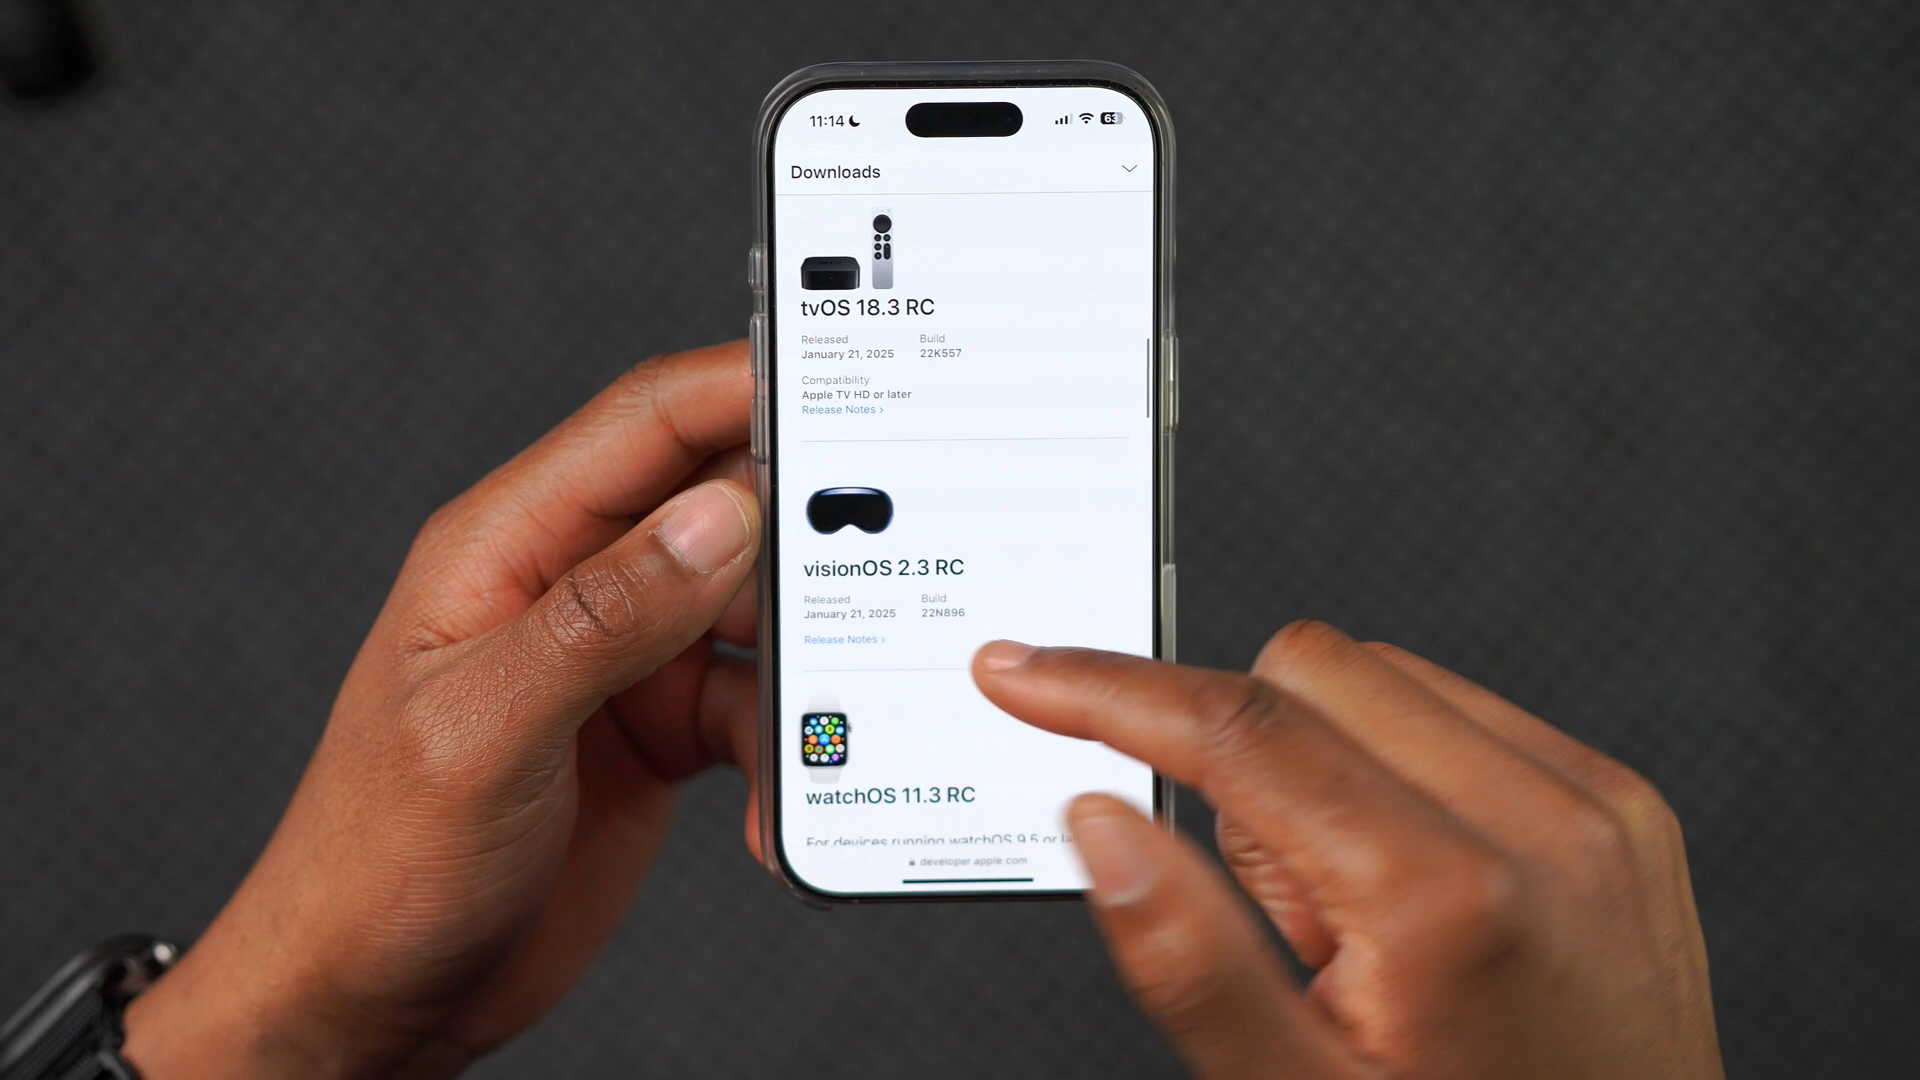 11:14
63
Downloads
tvOS 18.3 RC
Released Build
January 21, 2025 22K557
Compatibility
Apple TV HD or later
Release Notes ›
visionOS 2.3 RC
Released Build
January 21, 2025 22N896
Release Notes ›
watchOS 11.3 RC
For devices running watchOS 9.5 or
developer.apple.com